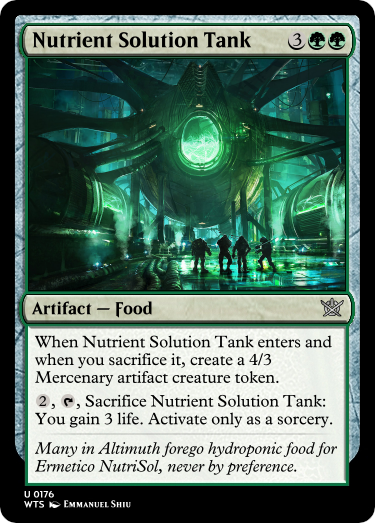 Nutrient Solution Tank 3
Artifact — Food
When Nutrient Solution Tank enters and
when you sacrifice it, create a 4/3
Mercenary artifact creature token.
2, , Sacrifice Nutrient Solution Tank:
You gain 3 life. Activate only as a sorcery.
Many in Altimuth forego hydroponic food for
Ermetico NutriSol, never by preference.
U 0176
WTS Emmanuel Shiu